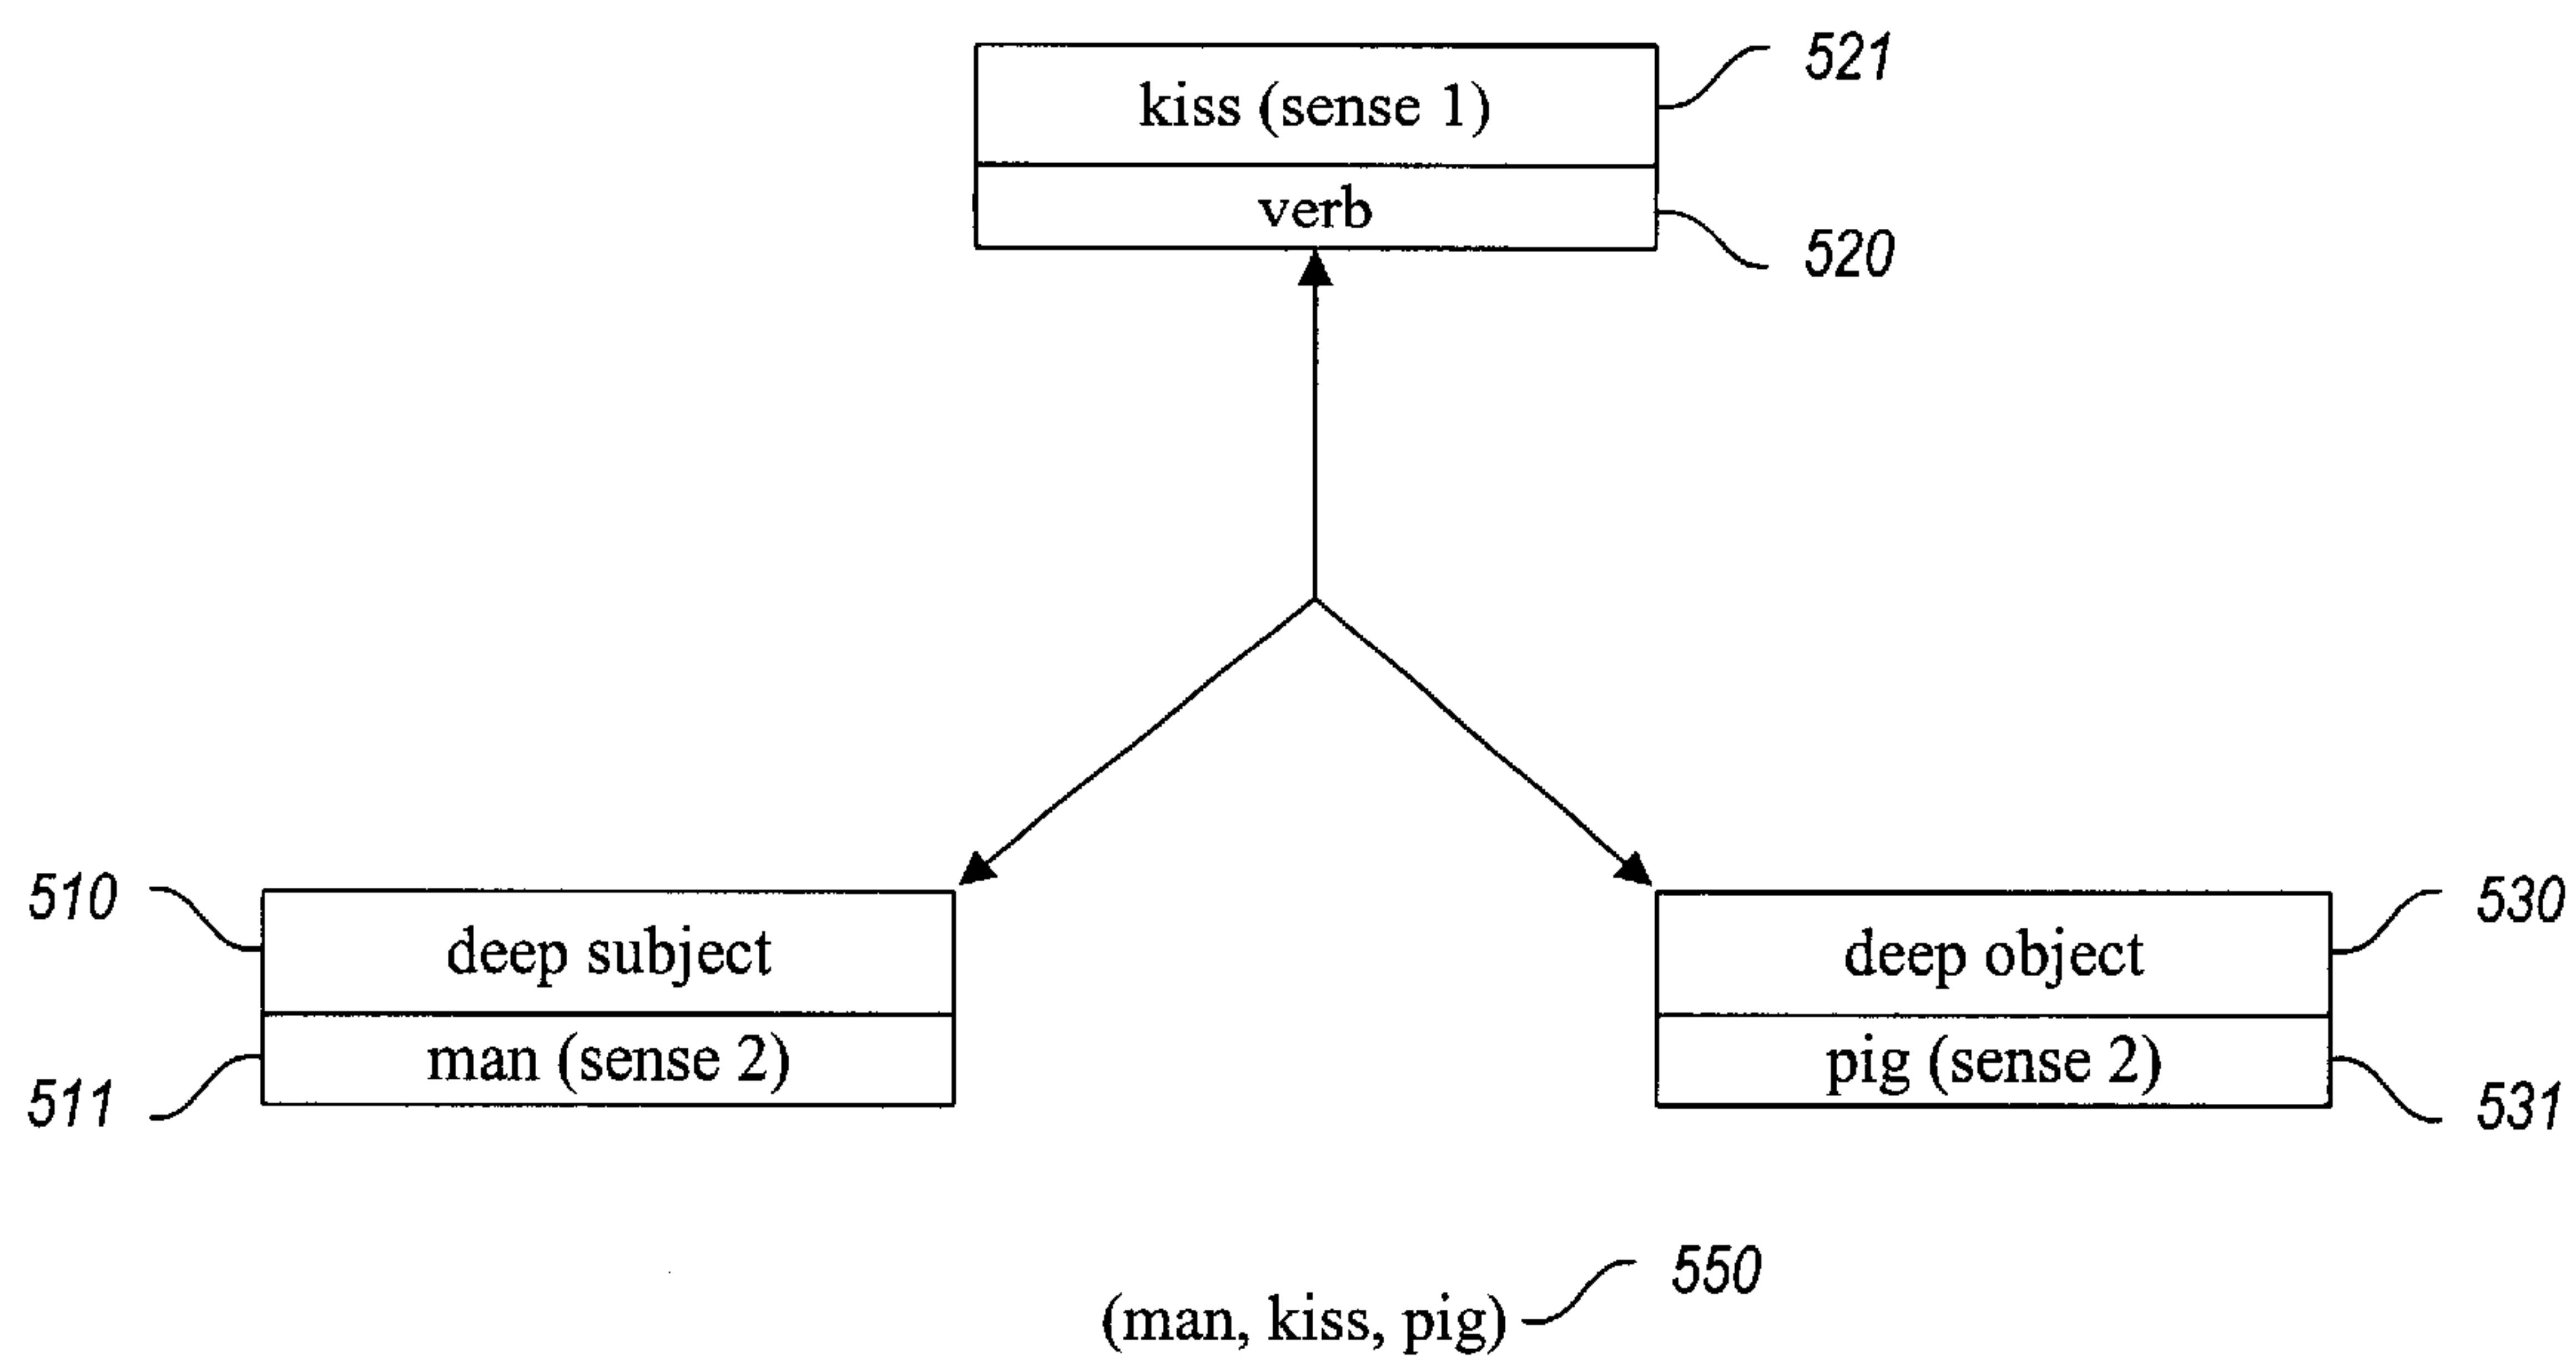 521
kiss (sense 1)
verb
520
510
deep subject
man (sense 2)
511
530
deep object
pig (sense 2)
531
550
(man, kiss, pig)